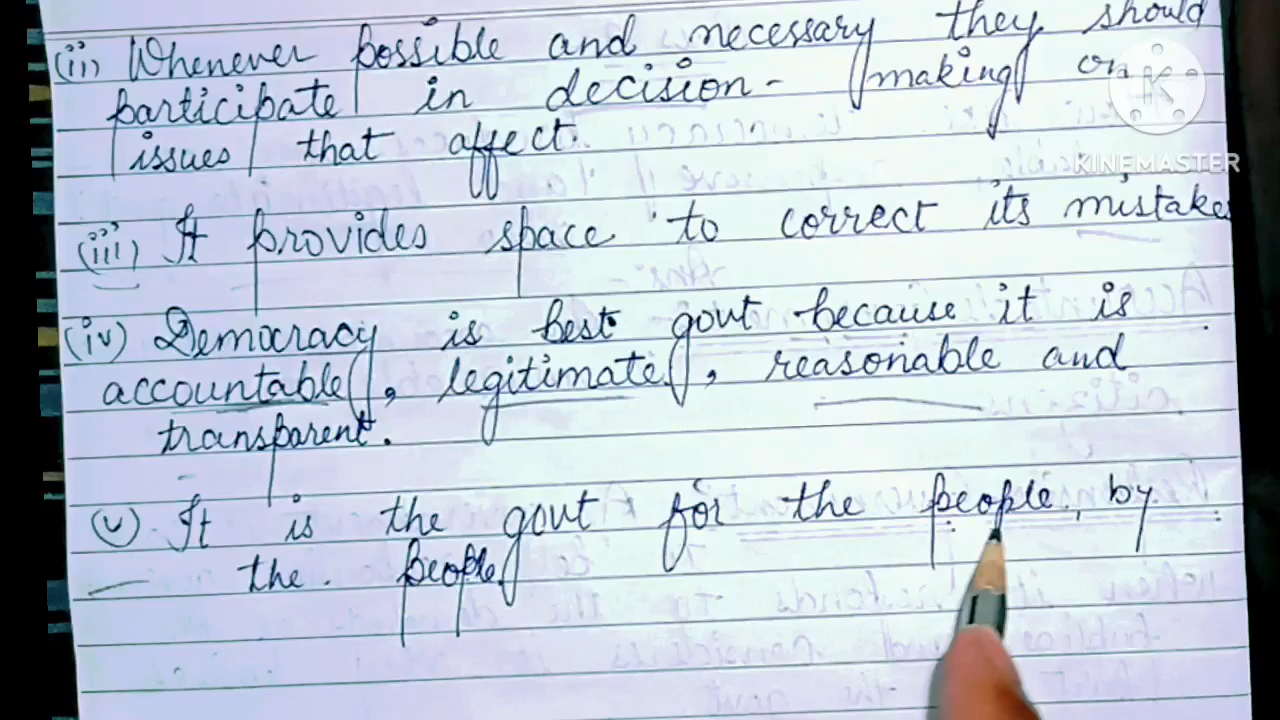 (ii) Whenever possible and necessary they should
participate in decision - making on
issues that affect.
(iii) It provides space to correct its mistakes
(iv) Democracy is best govt because it is
accountable, legitimate, reasonable and
transparent.
(v) It is the govt for the people, by
the people
KINEMASTER